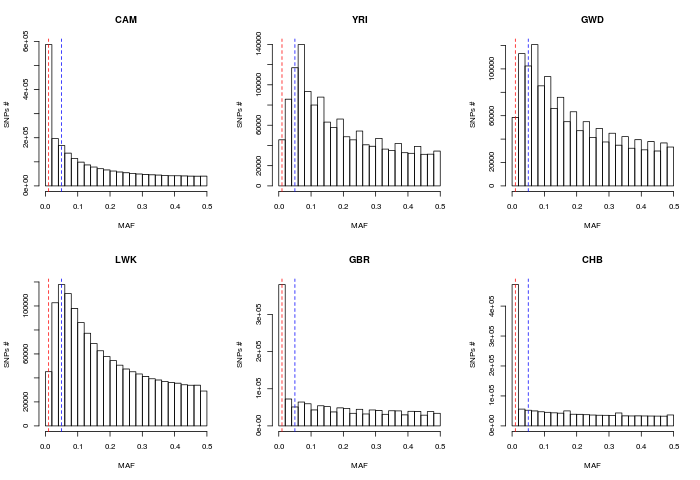 CAM
SNPs #
0e+00 2e+05 4e+05 6e+05
0.0 0.1 0.2 0.3 0.4 0.5
MAF
YRI
SNPs #
0 20000 60000 100000 140000
0.0 0.1 0.2 0.3 0.4 0.5
MAF
GWD
SNPs #
0 20000 60000 100000
0.0 0.1 0.2 0.3 0.4 0.5
MAF
LWK
SNPs #
0 20000 60000 100000
0.0 0.1 0.2 0.3 0.4 0.5
MAF
GBR
SNPs #
0e+00 1e+05 2e+05 3e+05
0.0 0.1 0.2 0.3 0.4 0.5
MAF
CHB
SNPs #
0e+00 1e+05 2e+05 3e+05 4e+05
0.0 0.1 0.2 0.3 0.4 0.5
MAF